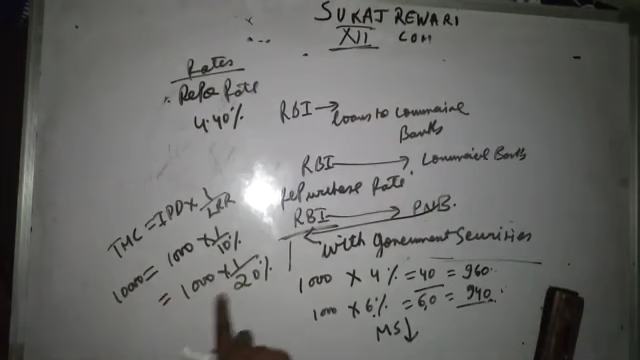 SURAJ REWARI
XII COM
Rates
Repo Rate
4.40%
RBI → loans to Commercial
Banks
RBI → Commercial Banks
Repurchase Rate
RBI → PNB.
with Government Securities
TMC = IPD × 1/LRR
10000 = 1000 × 1/10%
= 1000 × 1/20%
1000 × 4% = 40 = 960
1000 × 6% = 60 = 940
MS ↓